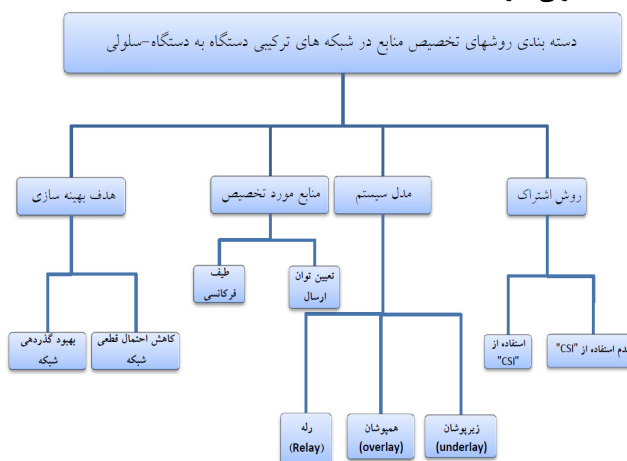 دسته بندی روشهای تخصیص منابع در شبکه های ترکیبی دستگاه به دستگاه-سلولی
روش اشتراک
مدل سیستم
منابع مورد تخصیص
هدف بهینه سازی
تعیین توان
ارسال
طیف
فرکانسی
عدم استفاده از "CSI"
استفاده از
"CSI"
کاهش احتمال قطعی
شبکه
بهبود گذردهی
شبکه
زیرپوشان
(underlay)
همپوشان
(overlay)
رله
(Relay)